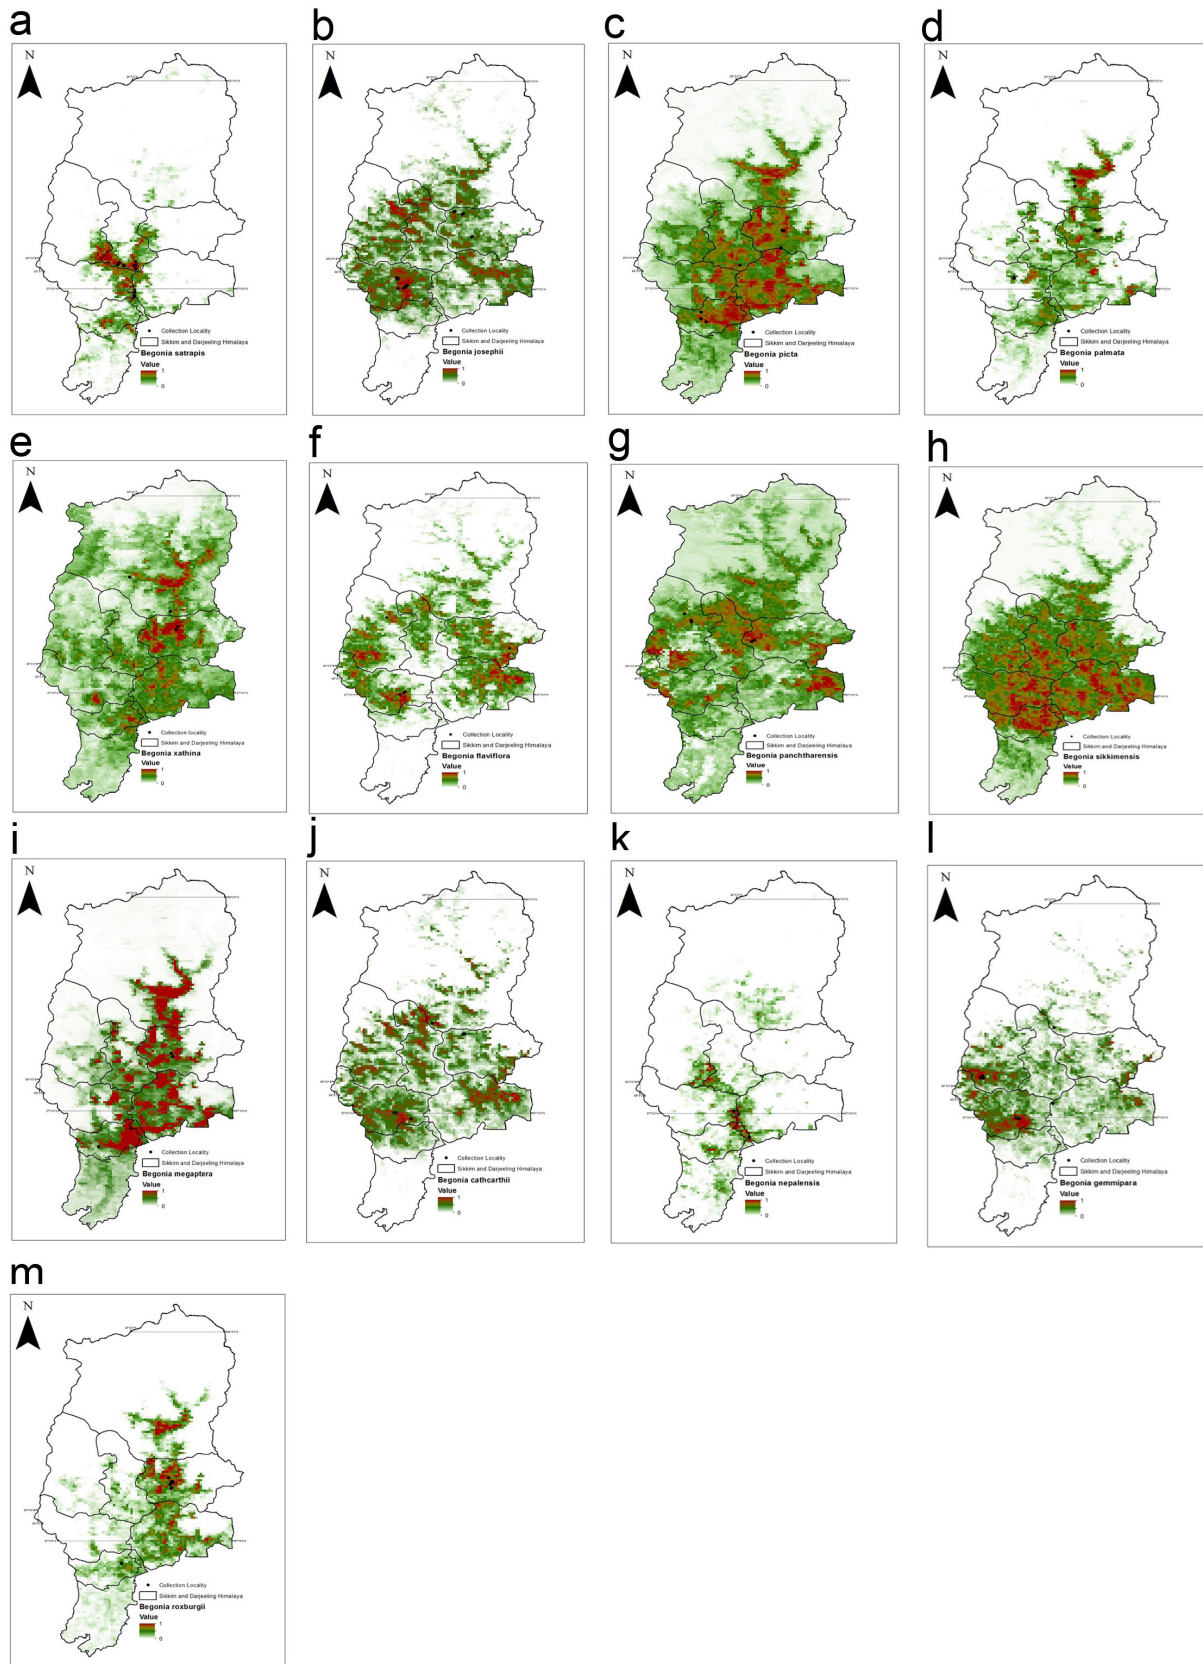 a
N
Collection Locality
Sikkim and Darjeeling Himalaya
Begonia satrapis
Value
1
0
b
N
Collection Locality
Sikkim and Darjeeling Himalaya
Begonia josephii
Value
1
0
c
N
Collection Locality
Sikkim and Darjeeling Himalaya
Begonia picta
Value
1
0
d
N
Collection Locality
Sikkim and Darjeeling Himalaya
Begonia palmata
Value
1
0
e
N
Collection locality
Sikkim and Darjeeling Himalaya
Begonia xathina
Value
1
0
f
N
Collection Locality
Sikkim and Darjeeling Himalaya
Begonia flaviflora
Value
1
0
g
N
Collection Locality
Sikkim and Darjeeling Himalaya
Begonia panchtharensis
Value
1
0
h
N
Collection Locality
Sikkim and Darjeeling Himalaya
Begonia sikkimensis
Value
1
0
i
N
Collection Locality
Sikkim and Darjeeling Himalaya
Begonia megaptera
Value
1
0
j
N
Collection Locality
Sikkim and Darjeeling Himalaya
Begonia cathcarthii
Value
1
0
k
N
Collection Locality
Sikkim and Darjeeling Himalaya
Begonia nepalensis
Value
1
0
l
N
Collection Locality
Sikkim and Darjeeling Himalaya
Begonia gemmipara
Value
1
0
m
N
Collection Locality
Sikkim and Darjeeling Himalaya
Begonia roxburgii
Value
1
0